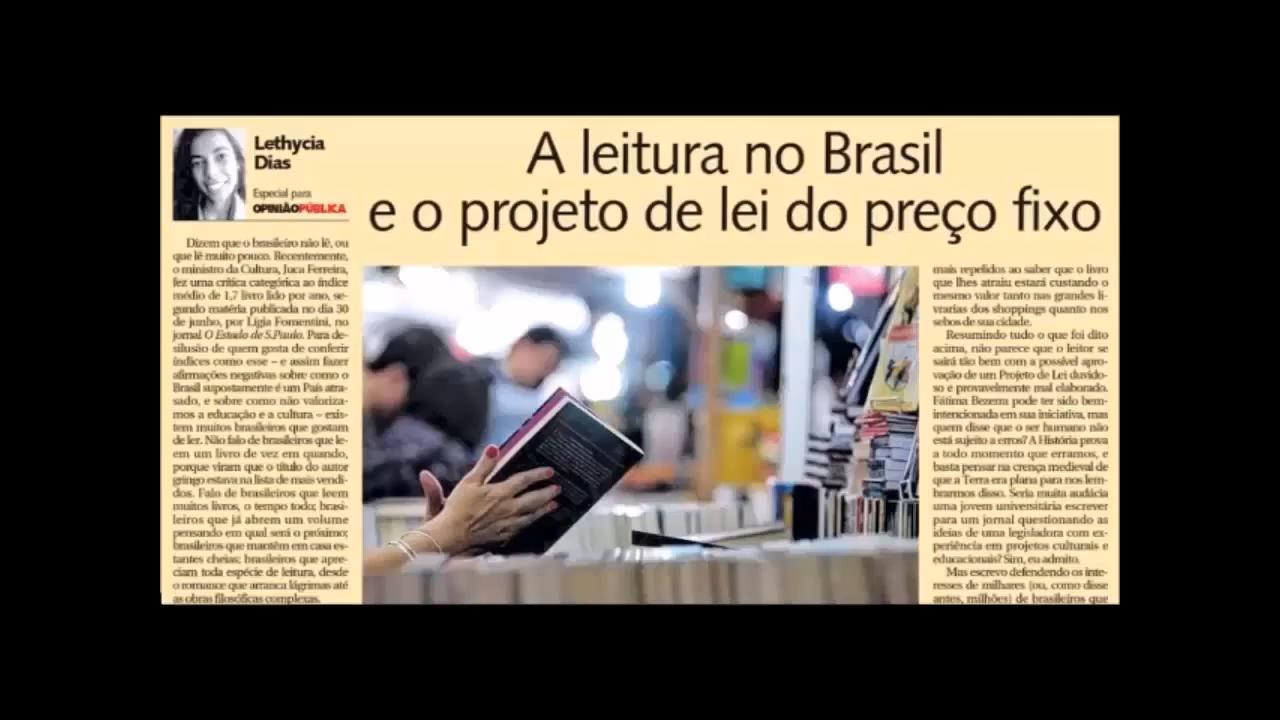 Lethycia
Dias
Especial para
OPINIÃOPÚBLICA
A leitura no Brasil
e o projeto de lei do preço fixo
Dizem que o brasileiro não lê, ou
que lê muito pouco. Recentemente,
o ministro da Cultura, Juca Ferreira,
fez uma crítica categórica ao índice
médio de 1,7 livro lido por ano, se-
gundo matéria publicada no dia 30
de junho, por Lígia Fomentini, no
jornal O Estado de S.Paulo. Para de-
silusão de quem gosta de conferir
índices como esse – e assim fazer
afirmações negativas sobre como o
Brasil supostamente é um País atra-
sado, e sobre como não valoriza-
mos a educação e a cultura – exis-
tem muitos brasileiros que gostam
de ler. Não falo de brasileiros que le-
em um livro de vez em quando,
porque viram que o título do autor
gringo estava na lista de mais vendi-
dos. Falo de brasileiros que leem
muitos livros, o tempo todo; brasi-
leiros que já abrem um volume
pensando em qual será o próximo;
brasileiros que mantêm em casa es-
tantes cheias; brasileiros que apre-
ciam toda espécie de leitura, desde
o romance que arranca lágrimas até
as obras filosóficas complexas.
mais repelidos ao saber que o livro
que lhes atraiu estará custando o
mesmo valor tanto nas grandes li-
vrarias dos shoppings quanto nos
sebos de sua cidade.
Resumindo tudo o que foi dito
acima, não parece que o leitor se
sairá tão bem com a possível apro-
vação de um Projeto de Lei duvido-
so e provavelmente mal elaborado.
Fátima Bezerra pode ter sido bem-
intencionada em sua iniciativa, mas
quem disse que o ser humano não
está sujeito a erros? A História prova
a todo momento que erramos, e
basta pensar na crença medieval de
que a Terra era plana para nos lem-
brarmos disso. Seria muita audácia
uma jovem universitária escrever
para um jornal questionando as
ideias de uma legisladora com ex-
periência em projetos culturais e
educacionais? Sim, eu admito.
Mas escrevo defendendo os inte-
resses de milhares (ou, como disse
antes, milhões) de brasileiros que